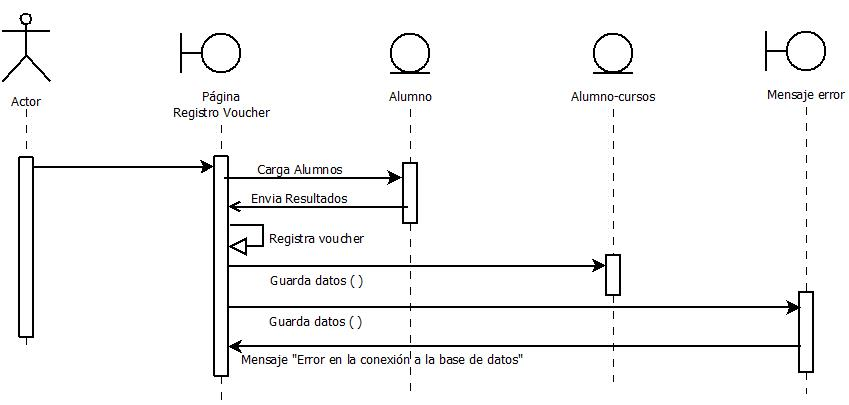 Actor
Página
Registro Voucher
Alumno
Alumno-cursos
Mensaje error
Carga Alumnos
Envia Resultados
Registra voucher
Guarda datos ( )
Guarda datos ( )
Mensaje "Error en la conexión a la base de datos"